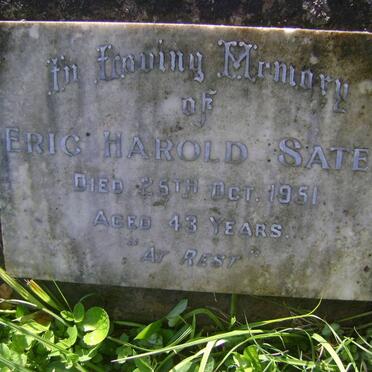 In Loving Memory
of
ERIC HAROLD SATE
DIED 25TH OCT. 1951
AGED 43 YEARS.
"AT REST"